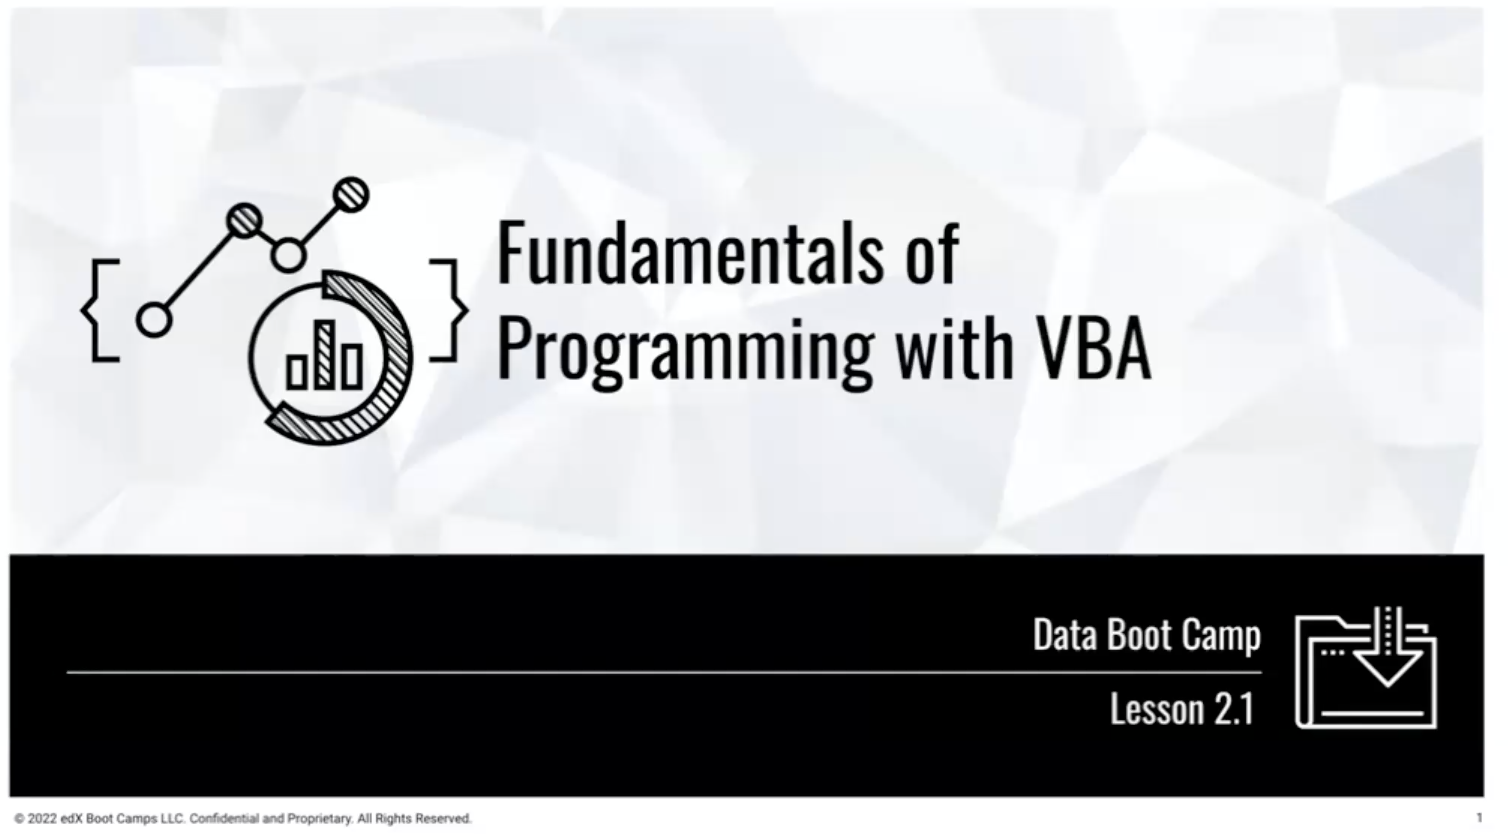 Fundamentals of
Programming with VBA
Data Boot Camp
Lesson 2.1
© 2022 edX Boot Camps LLC. Confidential and Proprietary. All Rights Reserved.
1